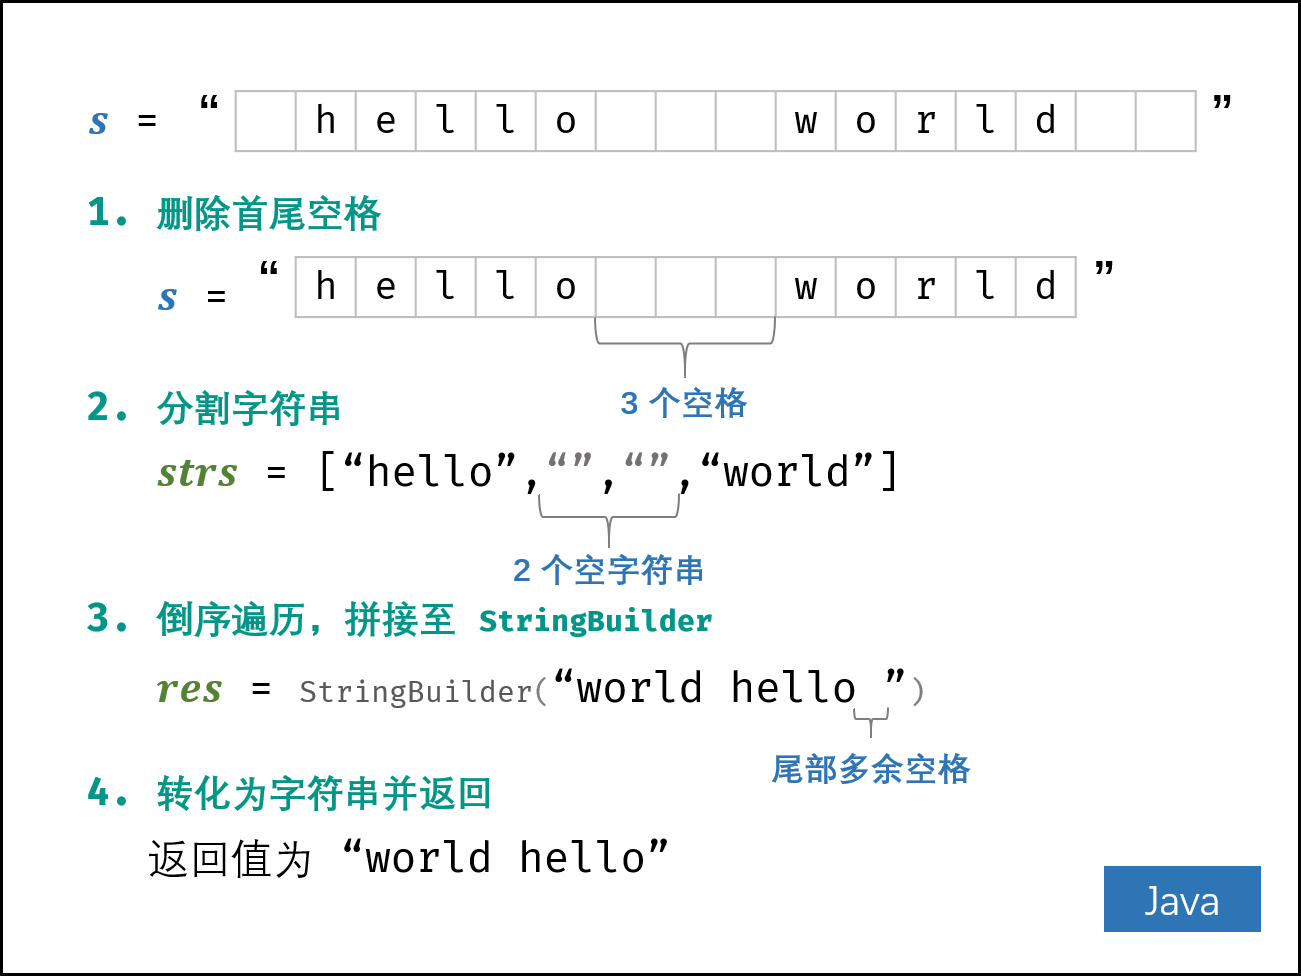 s = “ h e l l o w o r l d ”
1. 删除首尾空格
s = “ h e l l o w o r l d ”
3 个空格
2. 分割字符串
strs = [“hello”,“”,“”,“world”]
2 个空字符串
3. 倒序遍历，拼接至 StringBuilder
res = StringBuilder(“world hello ”)
尾部多余空格
4. 转化为字符串并返回
返回值为 “world hello”
Java